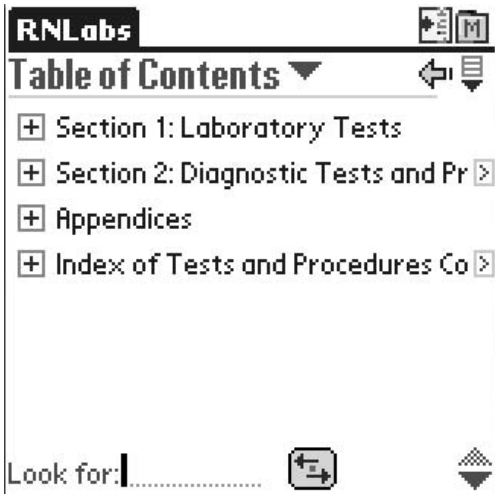 RNLabs
M
Table of Contents
Section 1: Laboratory Tests
Section 2: Diagnostic Tests and Pr
Appendices
Index of Tests and Procedures Co
Look for: